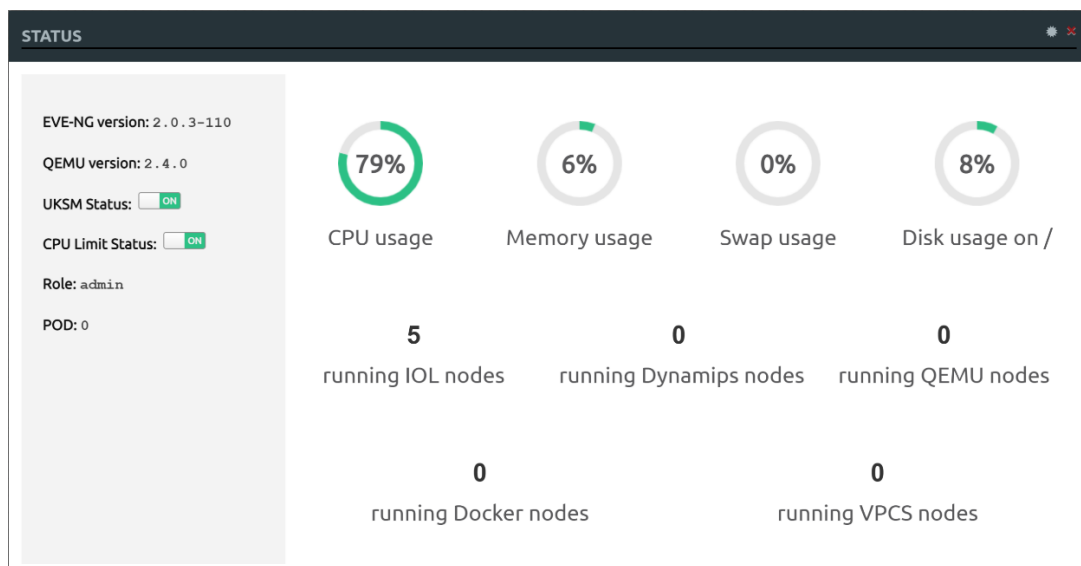 STATUS
EVE-NG version: 2.0.3-110
QEMU version: 2.4.0
UKSM Status: ON
CPU Limit Status: ON
Role: admin
POD: 0
79%
6%
0%
8%
CPU usage
Memory usage
Swap usage
Disk usage on /
5
0
0
running IOL nodes
running Dynamips nodes
running QEMU nodes
0
0
running Docker nodes
running VPCS nodes